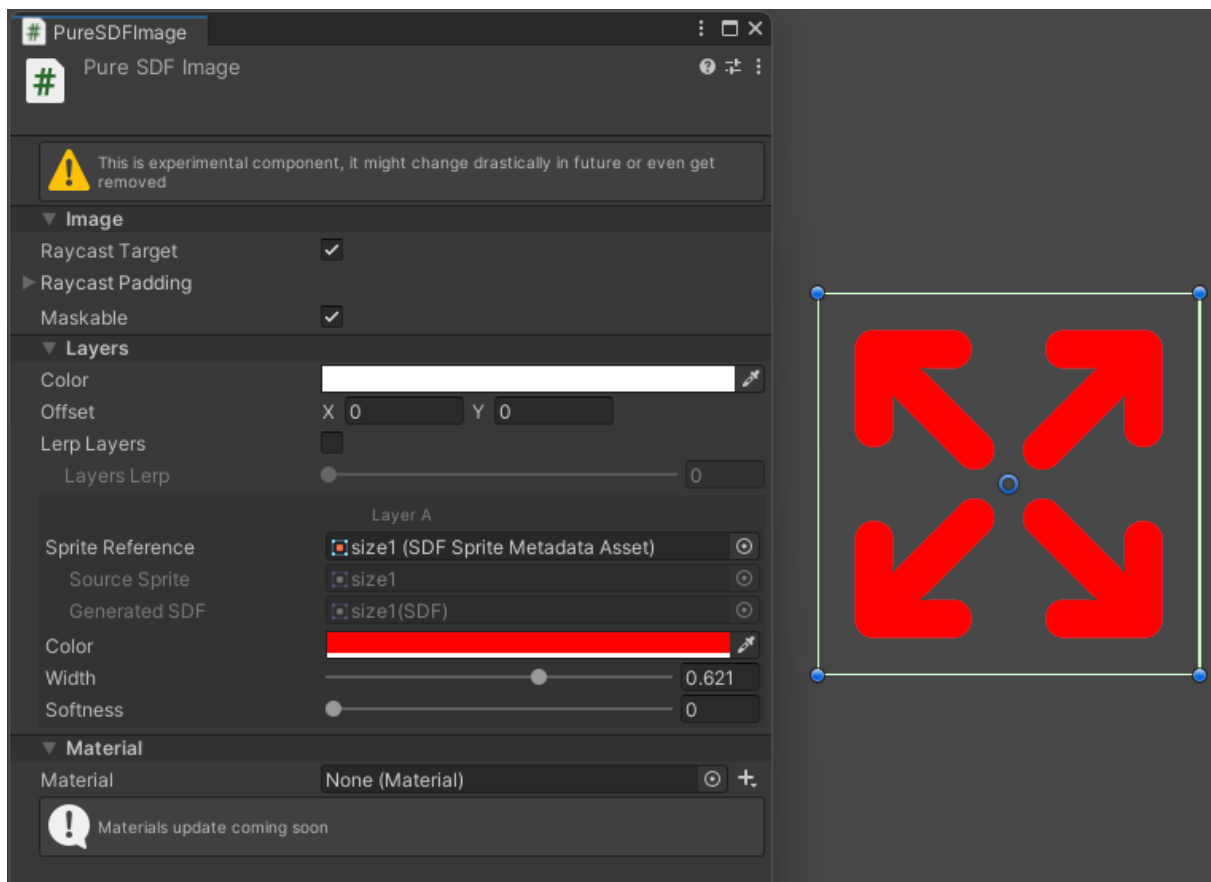 PureSDFImage
Pure SDF Image
This is experimental component, it might change drastically in future or even get
removed
Image
Raycast Target
Raycast Padding
Maskable
Layers
Color
Offset X 0 Y 0
Lerp Layers
Layers Lerp 0
Layer A
Sprite Reference size1 (SDF Sprite Metadata Asset)
Source Sprite size1
Generated SDF size1(SDF)
Color
Width 0.621
Softness 0
Material
Material None (Material)
Materials update coming soon